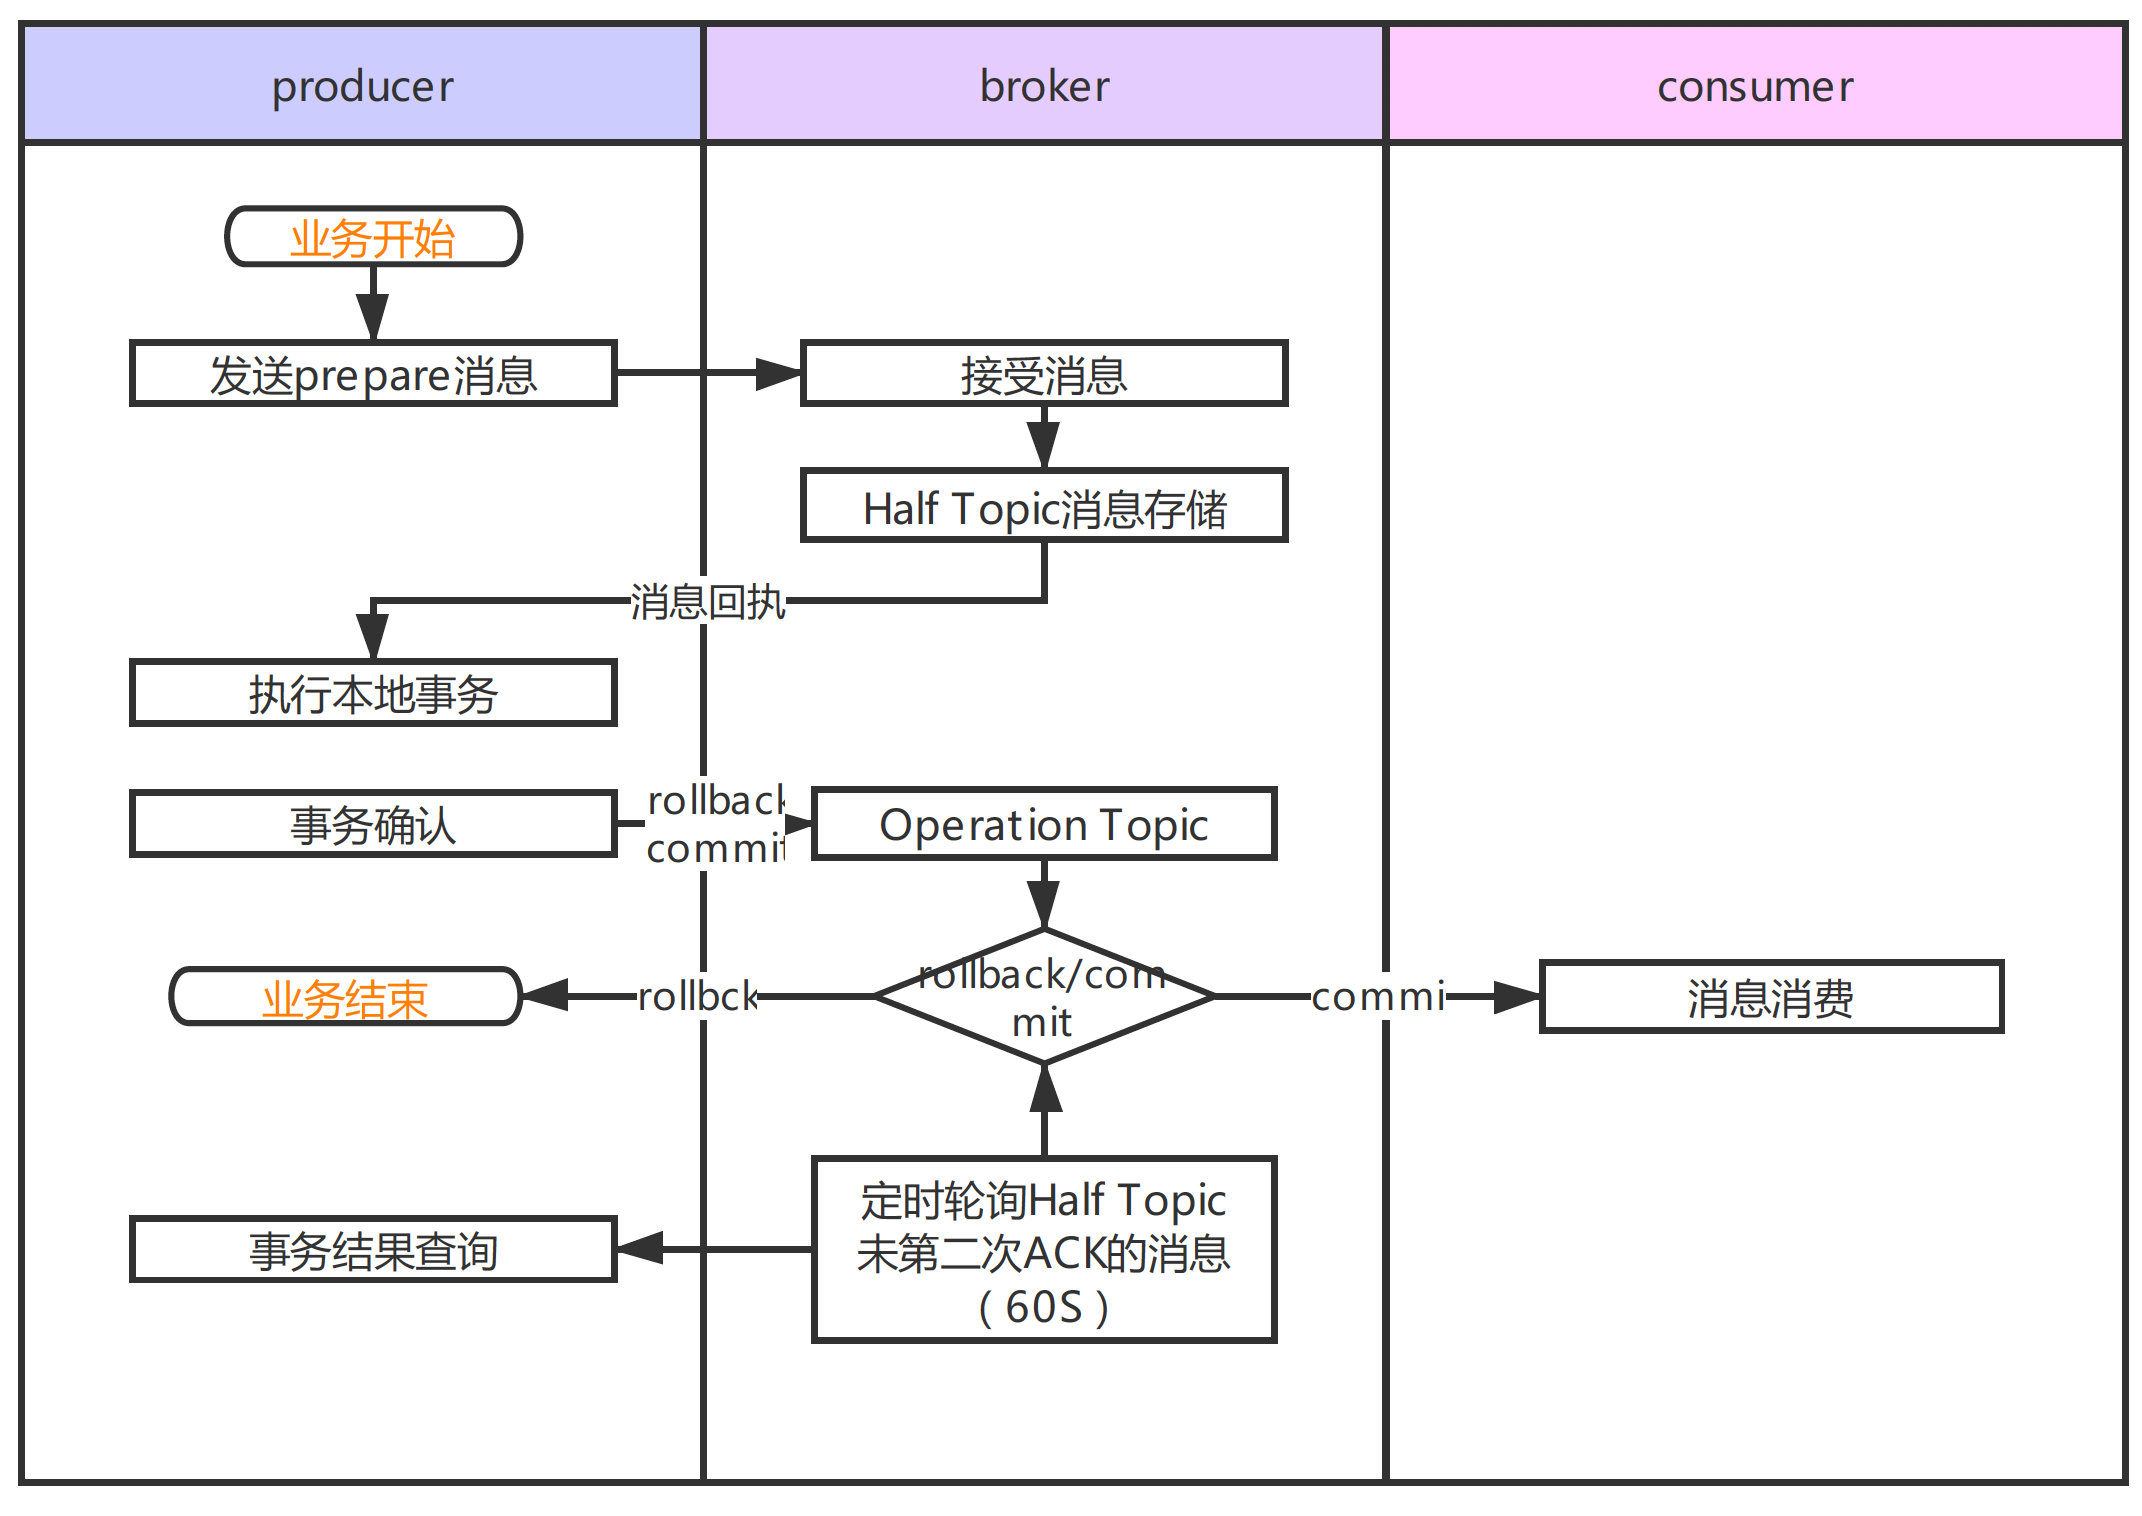 producer
broker
consumer
业务开始
发送prepare消息
接受消息
Half Topic消息存储
消息回执
执行本地事务
事务确认
rollback
commit
Operation Topic
rollback/com
mit
业务结束
rollbck
commi
消息消费
定时轮询Half Topic
未第二次ACK的消息
（60S）
事务结果查询